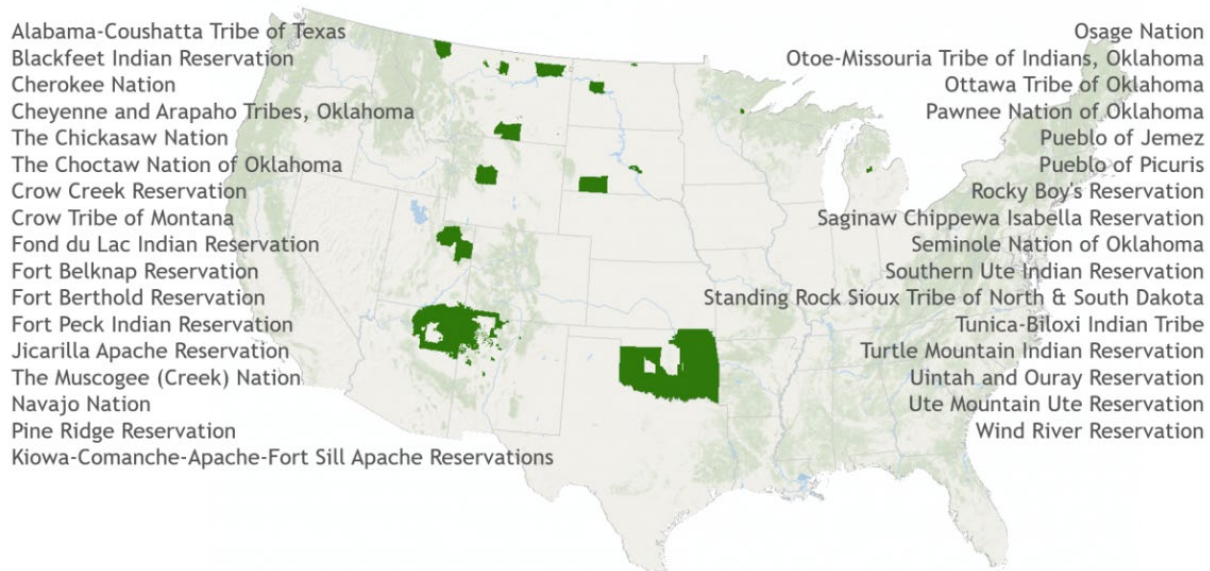 Alabama-Coushatta Tribe of Texas
Blackfeet Indian Reservation
Cherokee Nation
Cheyenne and Arapaho Tribes, Oklahoma
The Chickasaw Nation
The Choctaw Nation of Oklahoma
Crow Creek Reservation
Crow Tribe of Montana
Fond du Lac Indian Reservation
Fort Belknap Reservation
Fort Berthold Reservation
Fort Peck Indian Reservation
Jicarilla Apache Reservation
The Muscogee (Creek) Nation
Navajo Nation
Pine Ridge Reservation
Kiowa-Comanche-Apache-Fort Sill Apache Reservations
Osage Nation
Otoe-Missouria Tribe of Indians, Oklahoma
Ottawa Tribe of Oklahoma
Pawnee Nation of Oklahoma
Pueblo of Jemez
Pueblo of Picuris
Rocky Boy's Reservation
Saginaw Chippewa Isabella Reservation
Seminole Nation of Oklahoma
Southern Ute Indian Reservation
Standing Rock Sioux Tribe of North & South Dakota
Tunica-Biloxi Indian Tribe
Turtle Mountain Indian Reservation
Uintah and Ouray Reservation
Ute Mountain Ute Reservation
Wind River Reservation